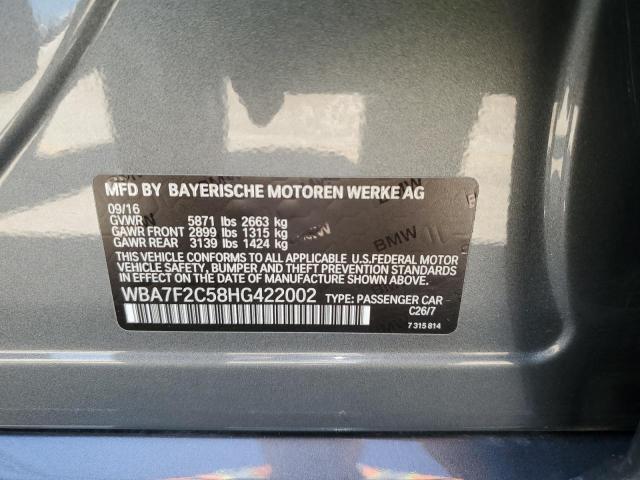 MFD BY BAYERISCHE MOTOREN WERKE AG
09/16
GVWR 5871 lbs 2663 kg
GAWR FRONT 2899 lbs 1315 kg
GAWR REAR 3139 lbs 1424 kg
THIS VEHICLE CONFORMS TO ALL APPLICABLE U.S.FEDERAL MOTOR
VEHICLE SAFETY, BUMPER AND THEFT PREVENTION STANDARDS
IN EFFECT ON THE DATE OF MANUFACTURE SHOWN ABOVE.
WBA7F2C58HG422002 TYPE: PASSENGER CAR
C26/7
7 315 814
BMW
BMW